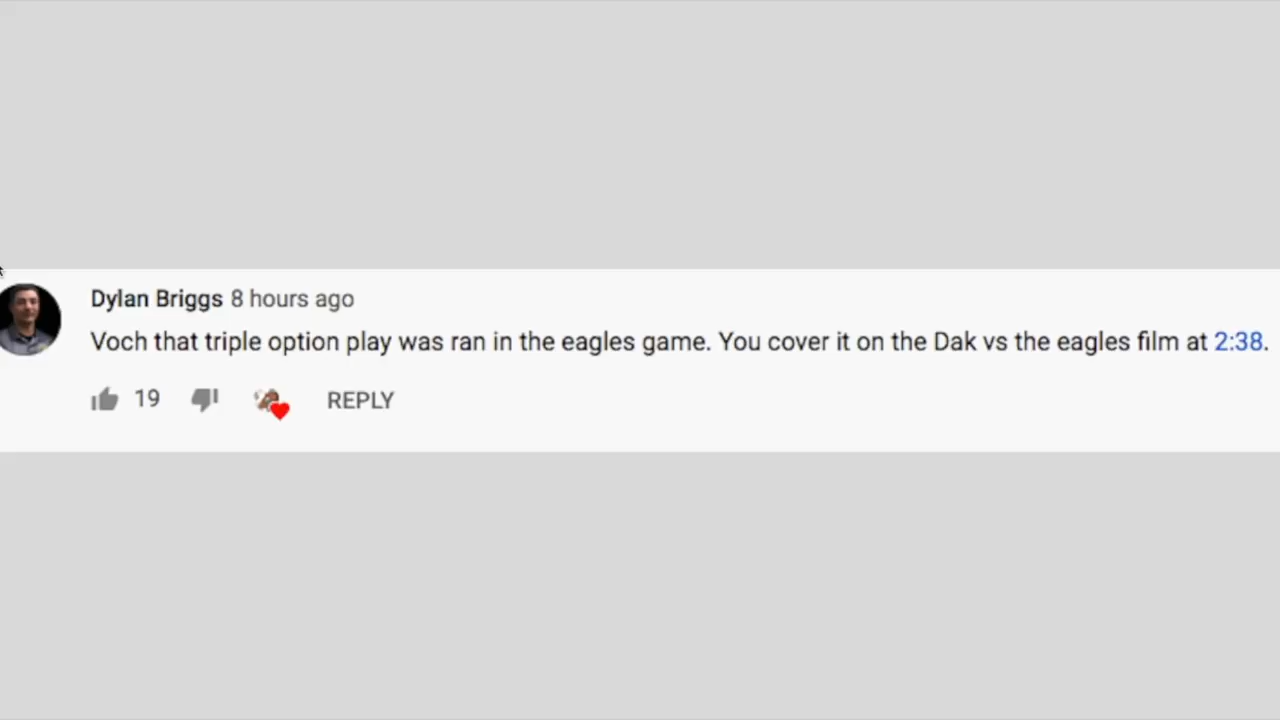 Dylan Briggs 8 hours ago
Voch that triple option play was ran in the eagles game. You cover it on the Dak vs the eagles film at 2:38.
19 REPLY